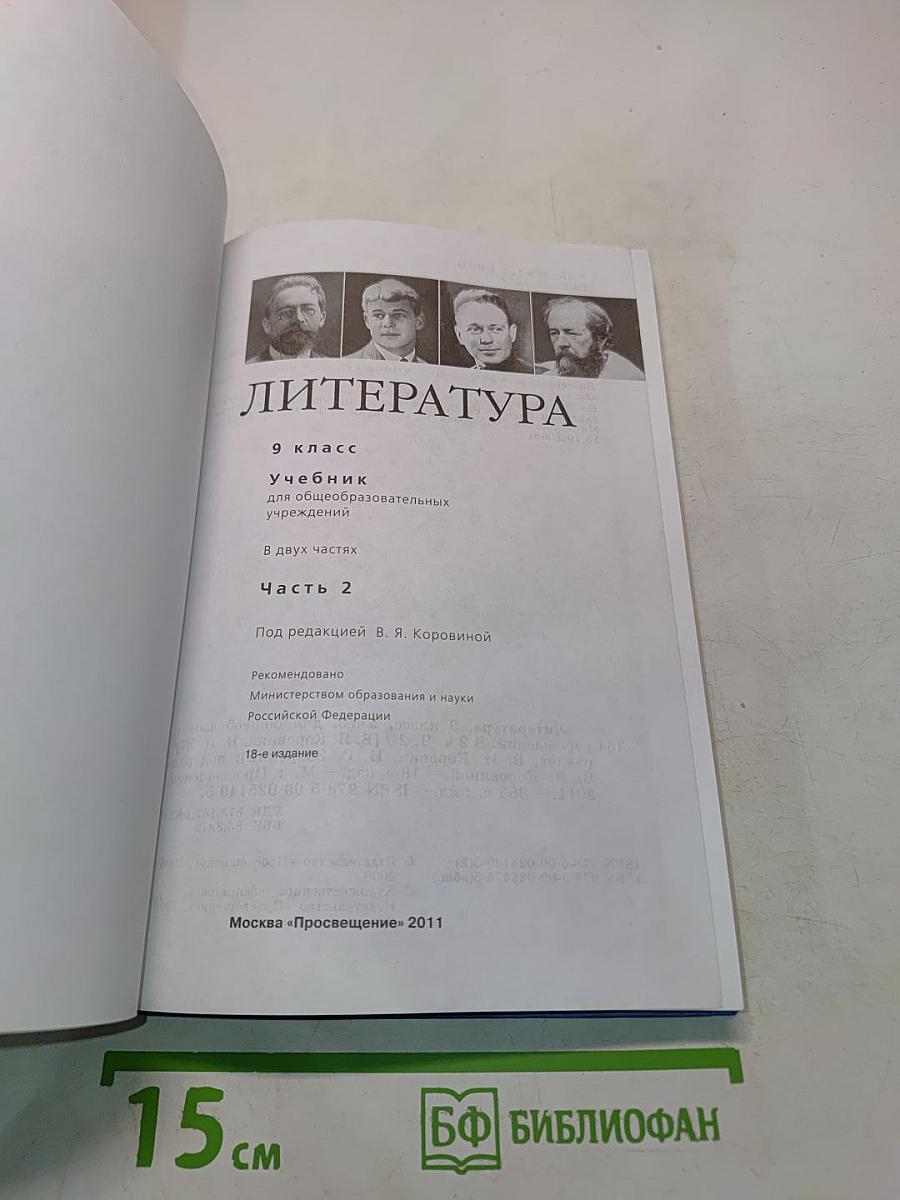 ЛИТЕРАТУРА
9 класс
Учебник
для общеобразовательных
учреждений
В двух частях
Часть 2
Под редакцией В. Я. Коровиной
Рекомендовано
Министерством образования и науки
Российской Федерации
18-е издание
Москва «Просвещение» 2011
15 см
БФ БИБЛИОФАН